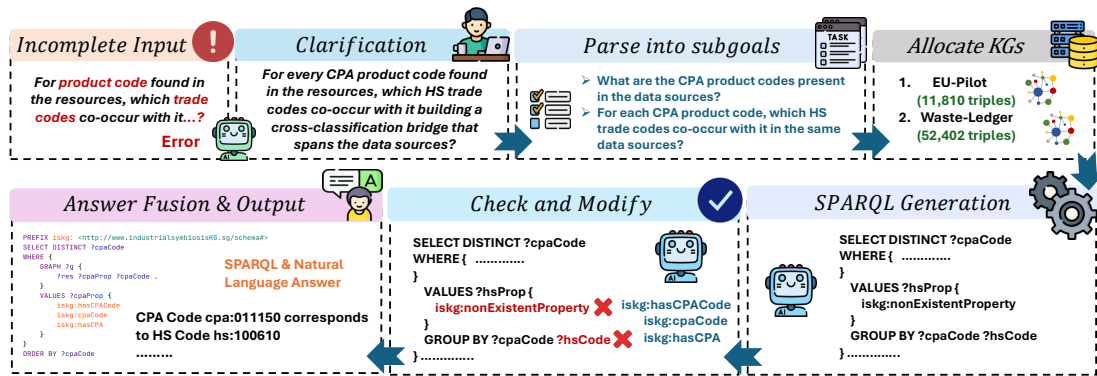 Incomplete Input
!
For product code found in
the resources, which trade
codes co-occur with it...?
Error
AI
Clarification
For every CPA product code found
in the resources, which HS trade
codes co-occur with it building a
cross-classification bridge that
spans the data sources?
Parse into subgoals
TASK
➢ What are the CPA product codes present
in the data sources?
➢ For each CPA product code, which HS
trade codes co-occur with it in the same
data sources?
Allocate KGs
1. EU-Pilot
(11,810 triples)
2. Waste-Ledger
(52,402 triples)
Answer Fusion & Output
A
PREFIX iskg: <http://www.industrialsymbiosisKG.sg/schema#>
SELECT DISTINCT ?cpaCode
WHERE {
GRAPH ?g {
?res ?cpaProp ?cpaCode .
}
VALUES ?cpaProp {
iskg:hasCPACode
iskg:cpaCode
iskg:hasCPA
}
}
ORDER BY ?cpaCode
SPARQL & Natural
Language Answer
CPA Code cpa:011150 corresponds
to HS Code hs:100610
.........
Check and Modify
SELECT DISTINCT ?cpaCode
WHERE { .............
}
VALUES ?hsProp {
iskg:nonExistentProperty
}
GROUP BY ?cpaCode ?hsCode
} ..............
AI
iskg:hasCPACode
iskg:cpaCode
iskg:hasCPA
SPARQL Generation
AI
SELECT DISTINCT ?cpaCode
WHERE { .............
}
VALUES ?hsProp {
iskg:nonExistentProperty
}
GROUP BY ?cpaCode ?hsCode
} ..............